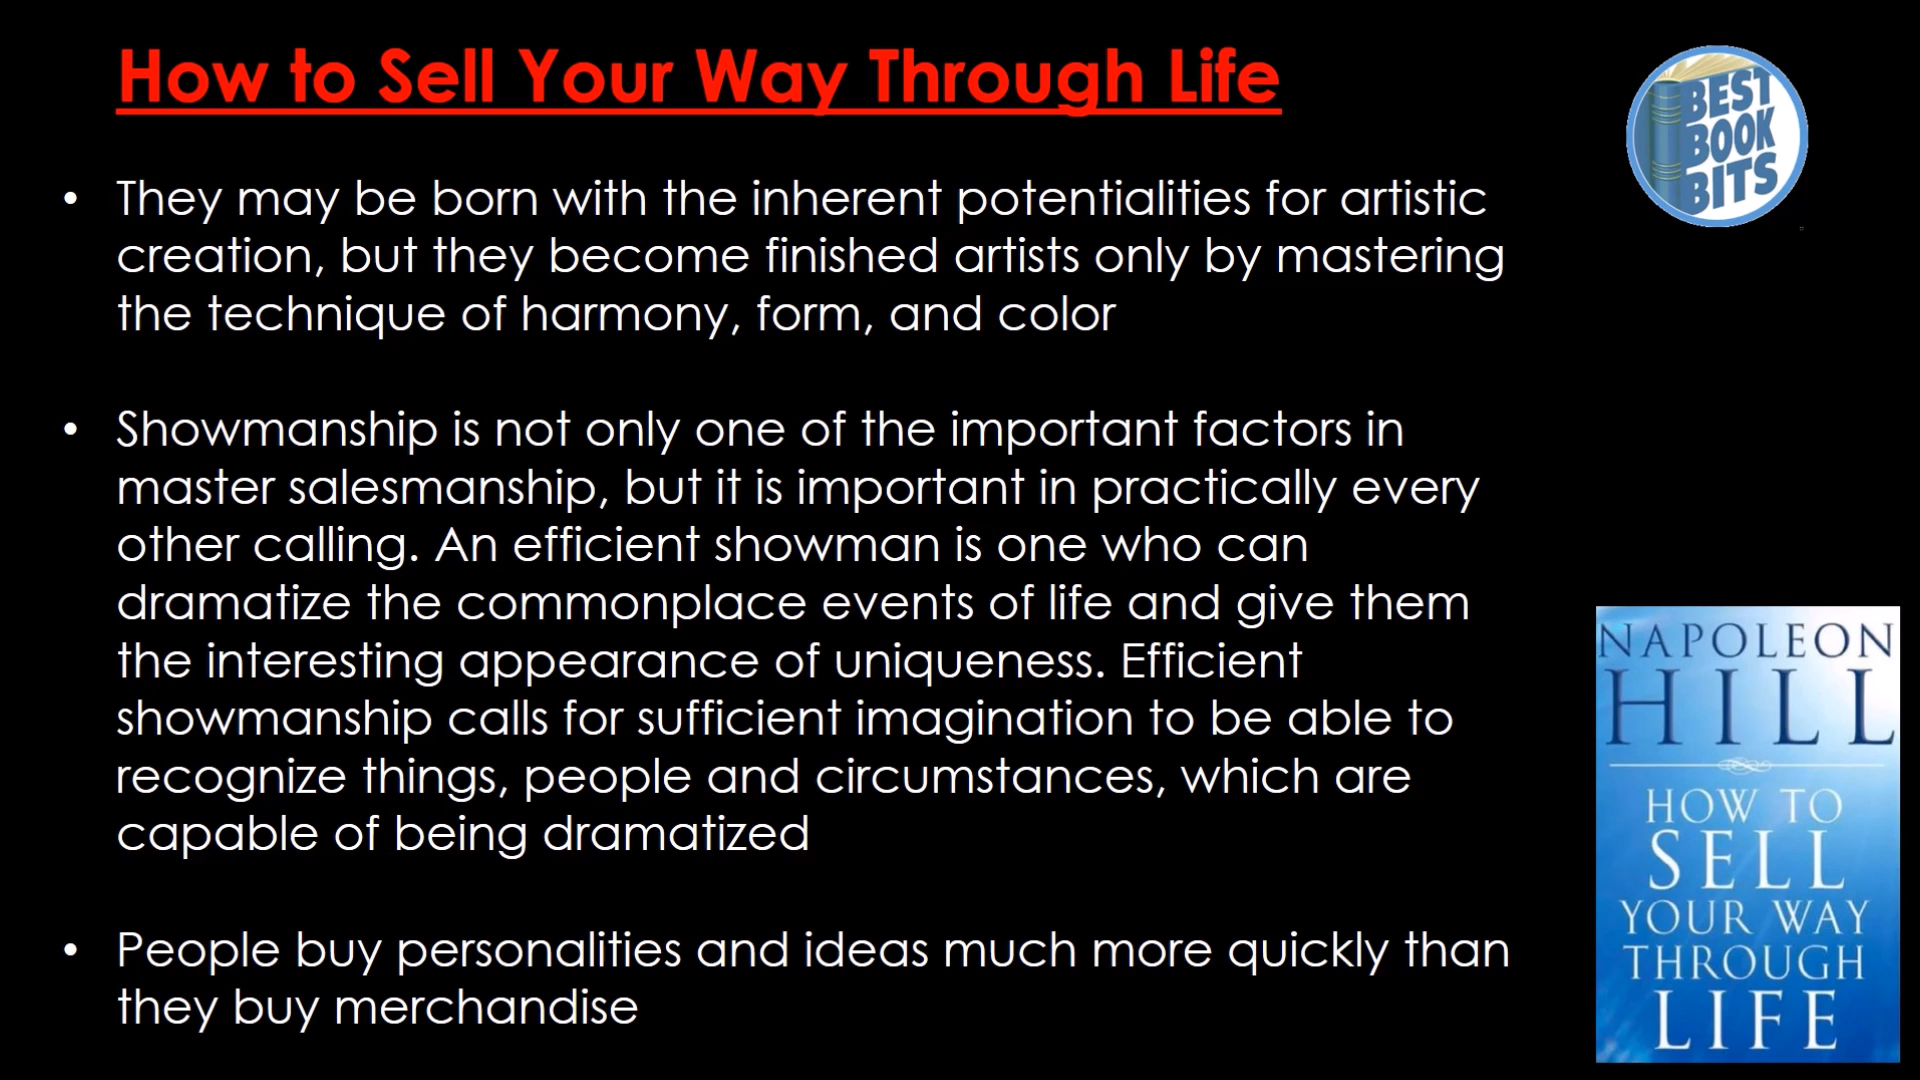 How to Sell Your Way Through Life
BEST
BOOK
BITS
• They may be born with the inherent potentialities for artistic
creation, but they become finished artists only by mastering
the technique of harmony, form, and color
• Showmanship is not only one of the important factors in
master salesmanship, but it is important in practically every
other calling. An efficient showman is one who can
dramatize the commonplace events of life and give them
the interesting appearance of uniqueness. Efficient
showmanship calls for sufficient imagination to be able to
recognize things, people and circumstances, which are
capable of being dramatized
• People buy personalities and ideas much more quickly than
they buy merchandise
NAPOLEON
HILL
HOW TO
SELL
YOUR WAY
THROUGH
LIFE